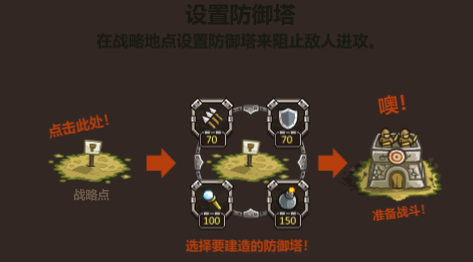 设置防御塔
在战略地点设置防御塔来阻止敌人进攻。
点击此处！
噢！
70
70
战略点
100
150
准备战斗！
选择要建造的防御塔！